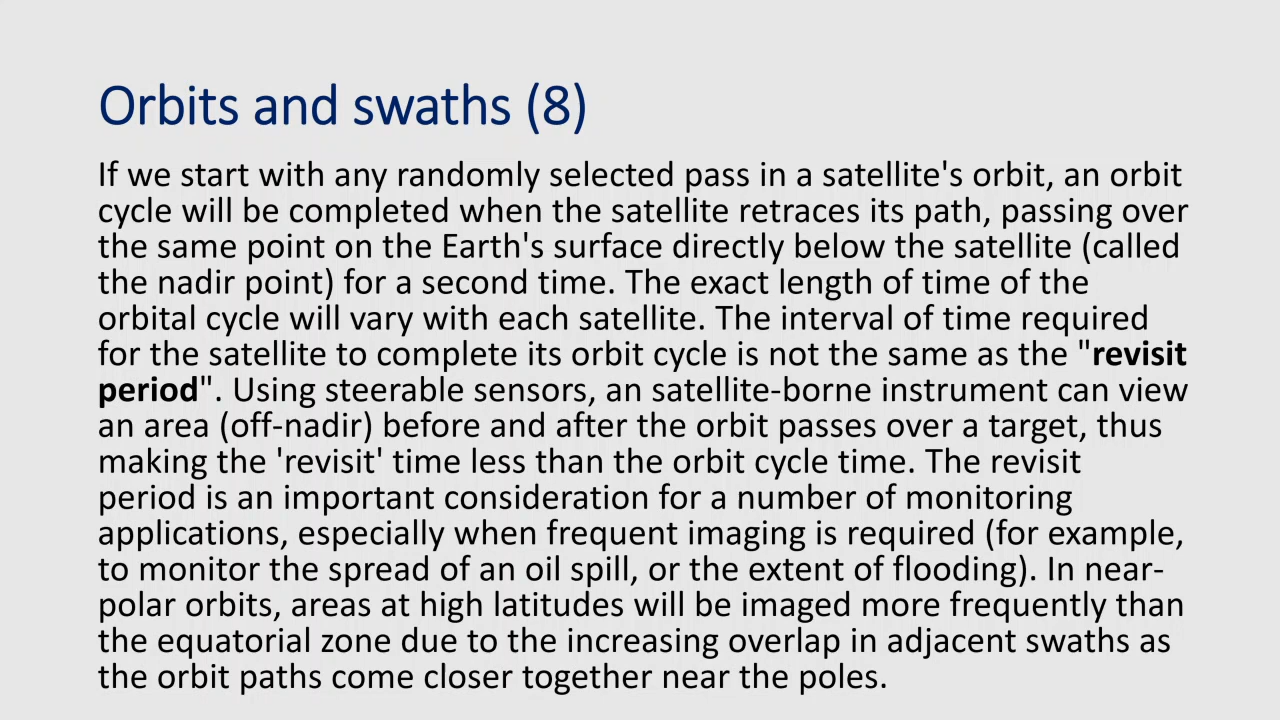 Orbits and swaths (8)
If we start with any randomly selected pass in a satellite's orbit, an orbit
cycle will be completed when the satellite retraces its path, passing over
the same point on the Earth's surface directly below the satellite (called
the nadir point) for a second time. The exact length of time of the
orbital cycle will vary with each satellite. The interval of time required
for the satellite to complete its orbit cycle is not the same as the "revisit
period". Using steerable sensors, an satellite-borne instrument can view
an area (off-nadir) before and after the orbit passes over a target, thus
making the 'revisit' time less than the orbit cycle time. The revisit
period is an important consideration for a number of monitoring
applications, especially when frequent imaging is required (for example,
to monitor the spread of an oil spill, or the extent of flooding). In near-
polar orbits, areas at high latitudes will be imaged more frequently than
the equatorial zone due to the increasing overlap in adjacent swaths as
the orbit paths come closer together near the poles.